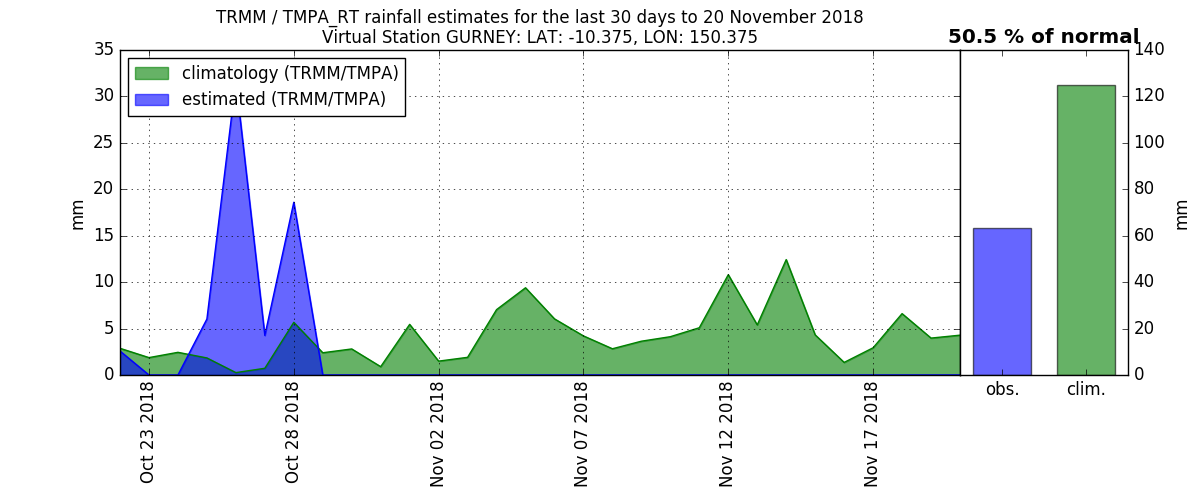 TRMM / TMPA_RT rainfall estimates for the last 30 days to 20 November 2018
Virtual Station GURNEY: LAT: -10.375, LON: 150.375
50.5 % of normal
climatology (TRMM/TMPA)
estimated (TRMM/TMPA)
35
30
25
20
15
10
5
0
mm
Oct 23 2018
Oct 28 2018
Nov 02 2018
Nov 07 2018
Nov 12 2018
Nov 17 2018
obs.
clim.
140
120
100
80
60
40
20
0
mm